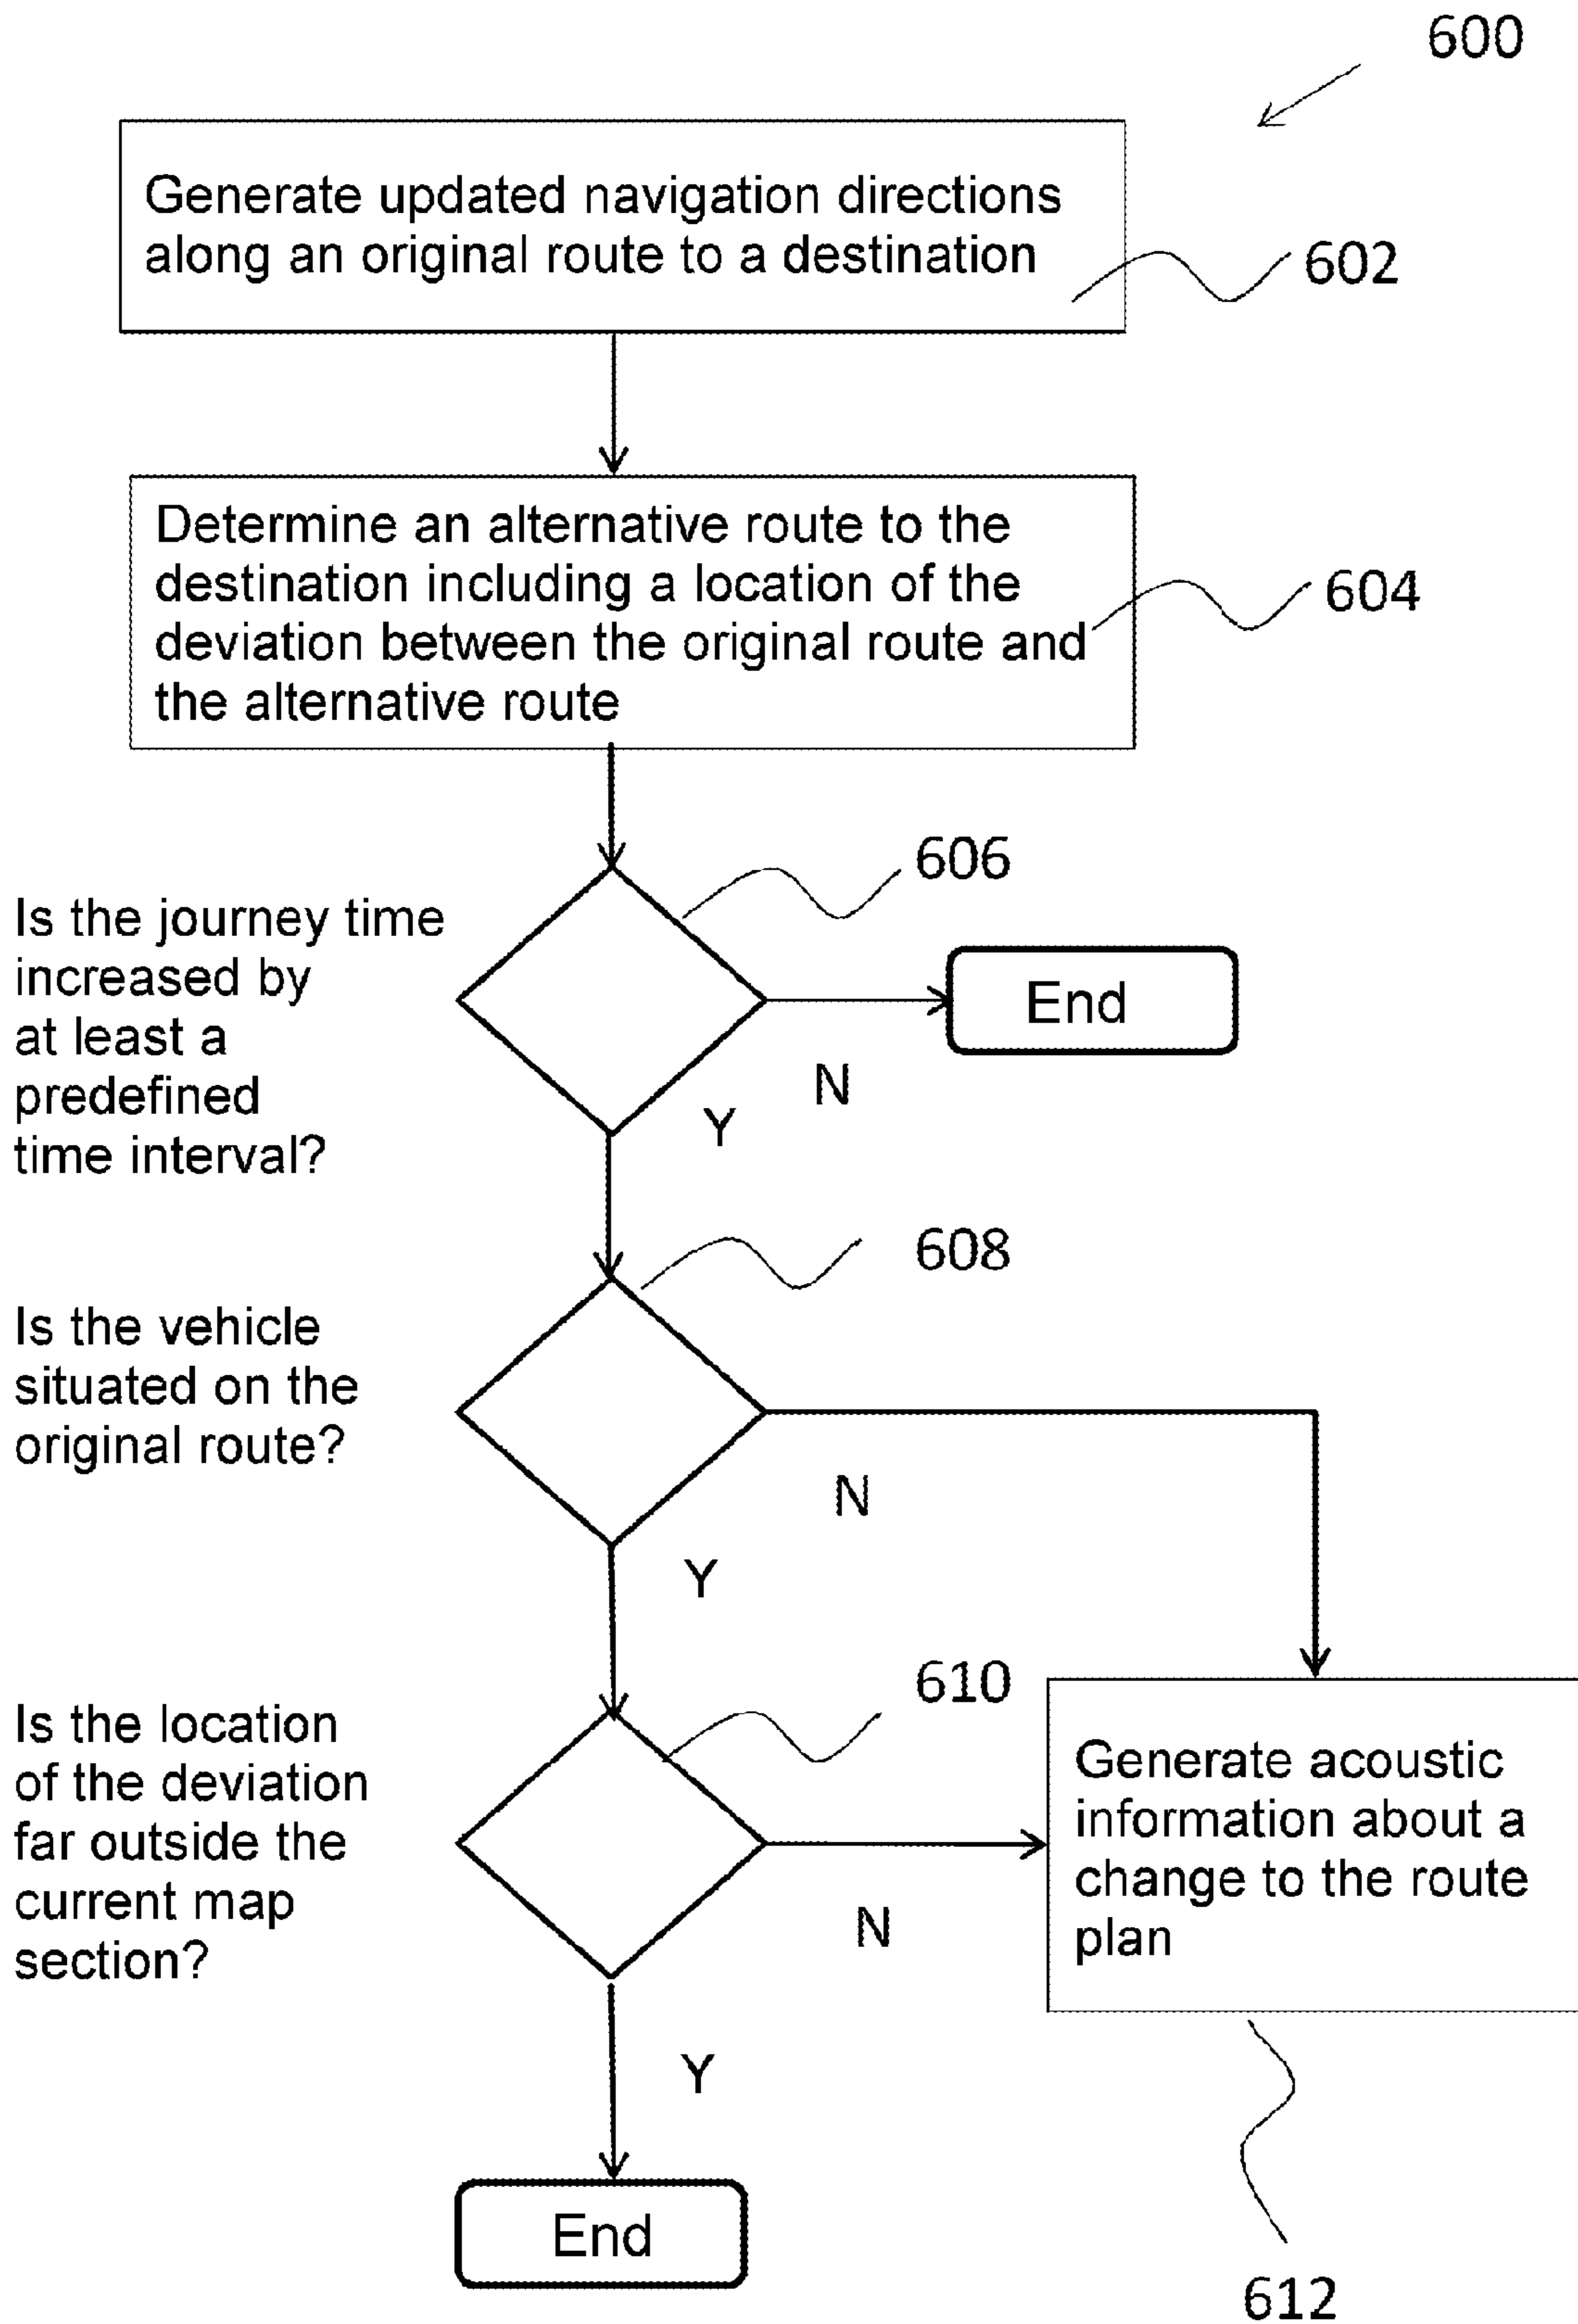 600
Generate updated navigation directions
along an original route to a destination
602
Determine an alternative route to the
destination including a location of the
deviation between the original route and
the alternative route
604
606
Is the journey time
increased by
at least a
predefined
time interval?
End
N
Y
608
Is the vehicle
situated on the
original route?
N
Y
610
Is the location
of the deviation
far outside the
current map
section?
Generate acoustic
information about a
change to the route
plan
N
Y
End
612